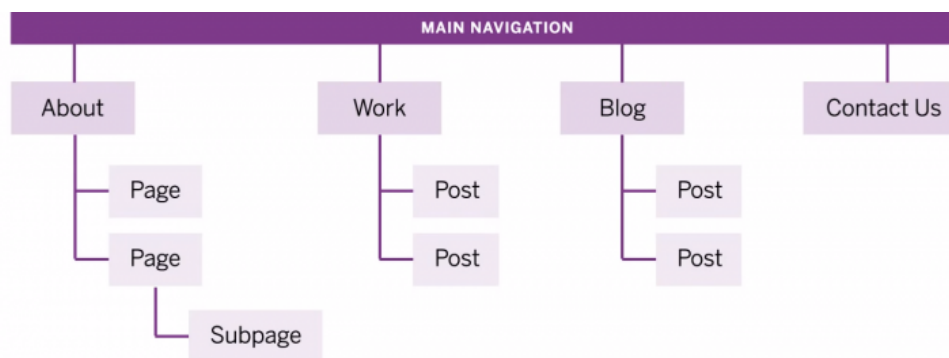 MAIN NAVIGATION
About
Work
Blog
Contact Us
Page
Post
Post
Page
Post
Post
Subpage